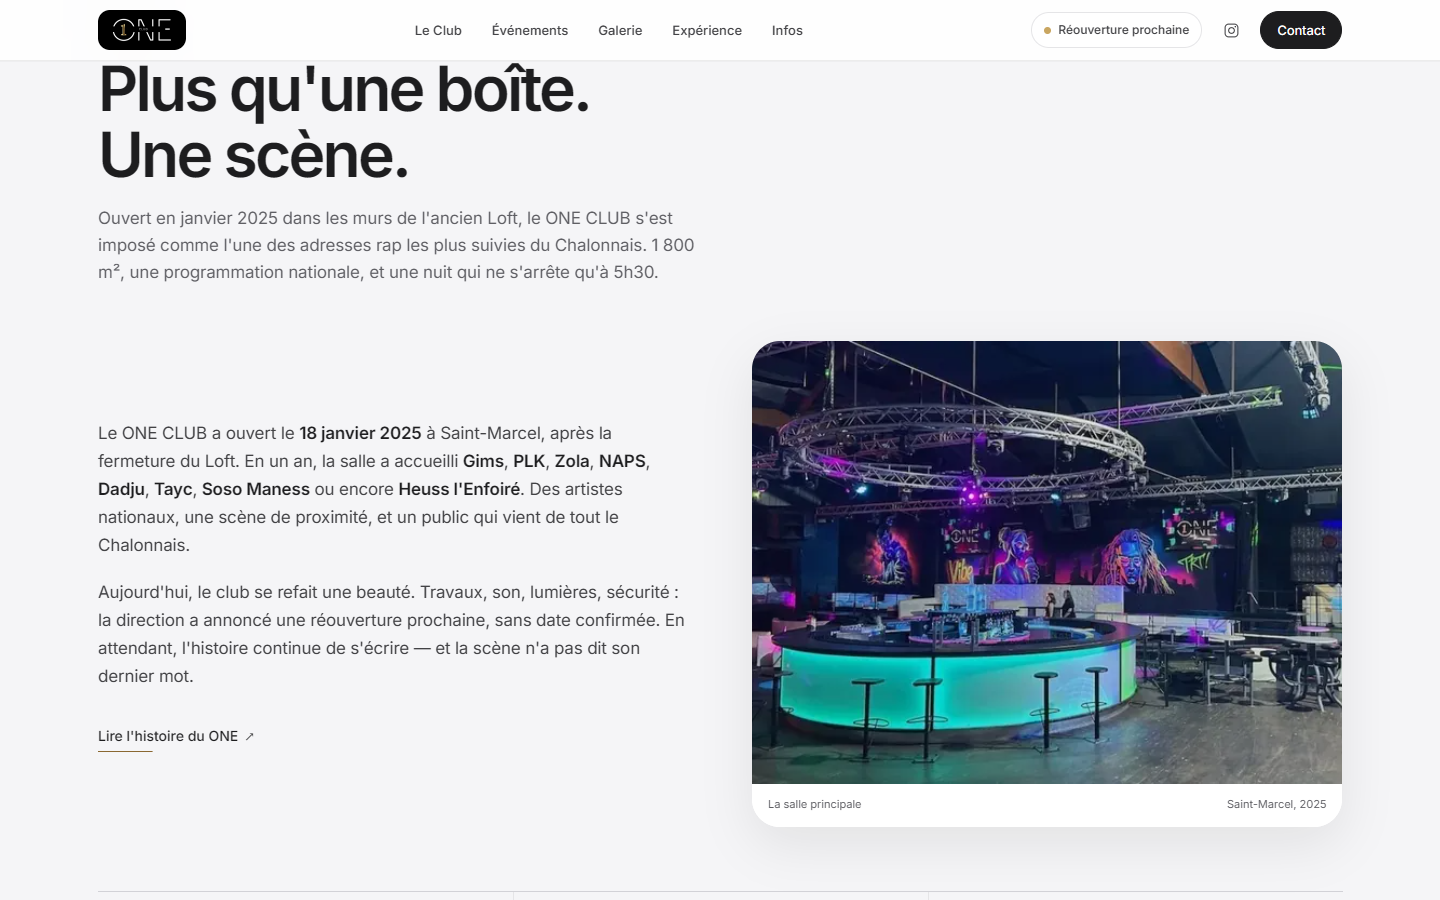 ONE
Le Club
Événements
Galerie
Expérience
Infos
Réouverture prochaine
Contact
Plus qu'une boîte.
Une scène.
Ouvert en janvier 2025 dans les murs de l'ancien Loft, le ONE CLUB s'est
imposé comme l'une des adresses rap les plus suivies du Chalonnais. 1 800
m², une programmation nationale, et une nuit qui ne s'arrête qu'à 5h30.
Le ONE CLUB a ouvert le 18 janvier 2025 à Saint-Marcel, après la
fermeture du Loft. En un an, la salle a accueilli Gims, PLK, Zola, NAPS,
Dadju, Tayc, Soso Maness ou encore Heuss l'Enfoiré. Des artistes
nationaux, une scène de proximité, et un public qui vient de tout le
Chalonnais.
Aujourd'hui, le club se refait une beauté. Travaux, son, lumières, sécurité :
la direction a annoncé une réouverture prochaine, sans date confirmée. En
attendant, l'histoire continue de s'écrire — et la scène n'a pas dit son
dernier mot.
Lire l'histoire du ONE ↗
ONE
ONE
Vibe
La salle principale
Saint-Marcel, 2025